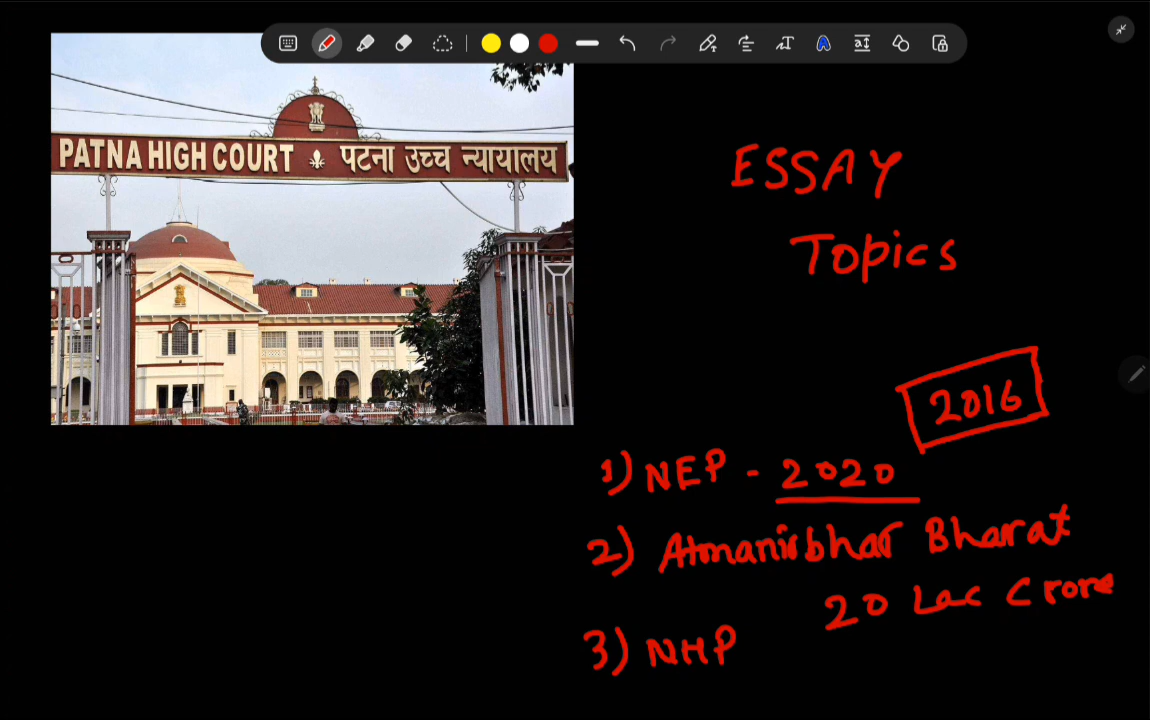 PATNA HIGH COURT पटना उच्च न्यायालय
ESSAY
Topics
2016
1) NEP - 2020
2) Atmanirbhar Bharat
20 Lac Crore
3) NHP